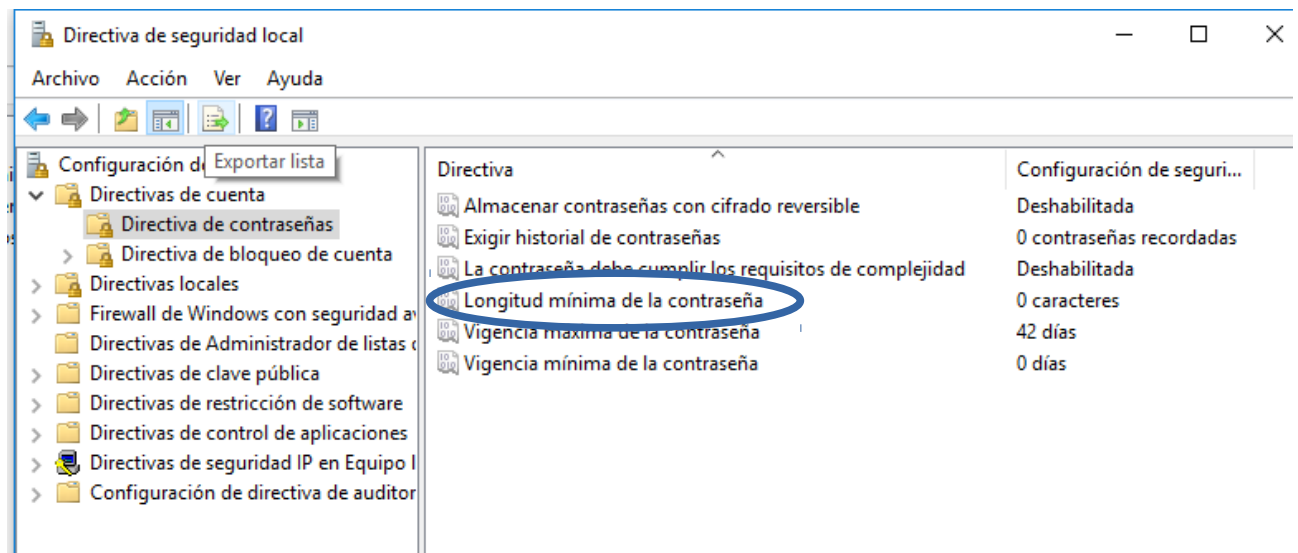 Directiva de seguridad local
Archivo Acción Ver Ayuda
Exportar lista
Configuración d
Directivas de cuenta
Directiva de contraseñas
Directiva de bloqueo de cuenta
Directivas locales
Firewall de Windows con seguridad av
Directivas de Administrador de listas
Directivas de clave pública
Directivas de restricción de software
Directivas de control de aplicaciones
Directivas de seguridad IP en Equipo l
Configuración de directiva de auditor
Directiva Configuración de seguri...
Almacenar contraseñas con cifrado reversible Deshabilitada
Exigir historial de contraseñas 0 contraseñas recordadas
La contraseña debe cumplir los requisitos de complejidad Deshabilitada
Longitud mínima de la contraseña 0 caracteres
Vigencia máxima de la contraseña 42 días
Vigencia mínima de la contraseña 0 días